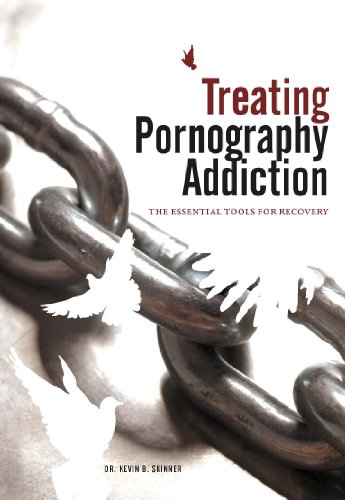 Treating
Pornography
Addiction
THE ESSENTIAL TOOLS FOR RECOVERY
DR. KEVIN B. SKINNER